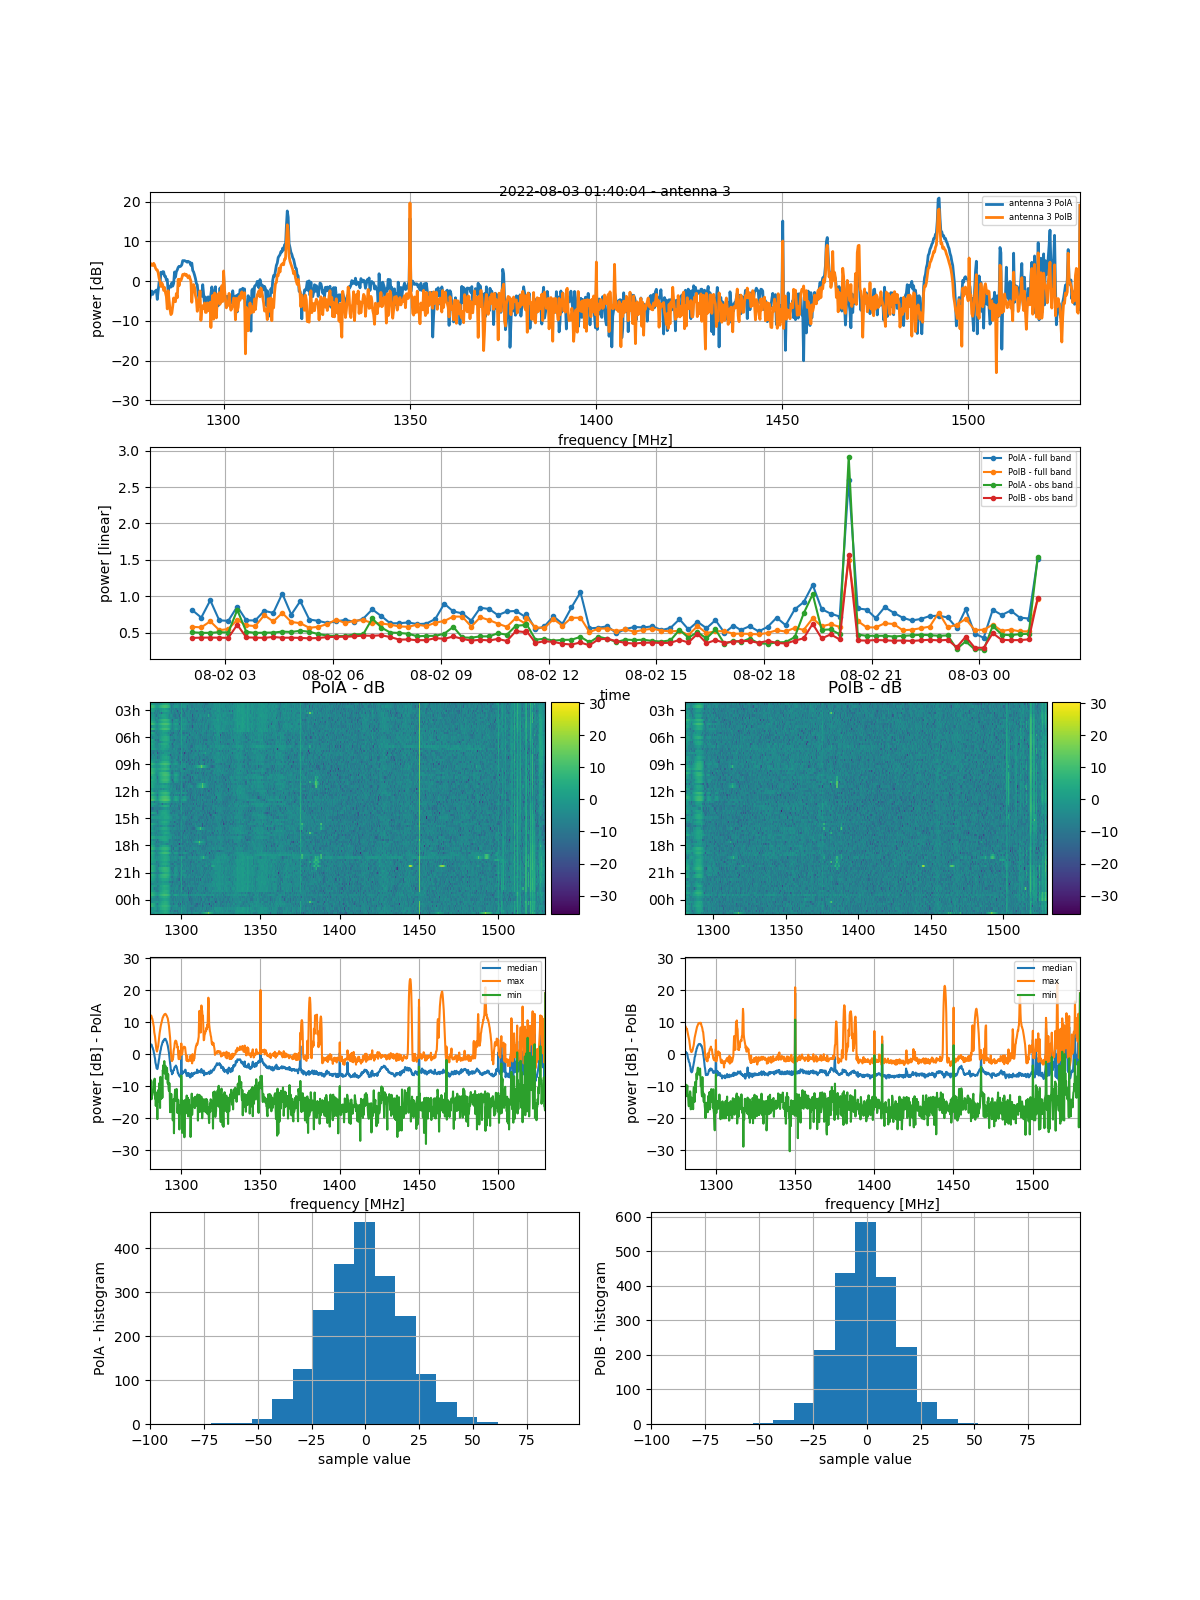 2022-08-03 01:40:04 - antenna 3
power [dB]
20
10
0
−10
−20
−30
antenna 3 PolA
antenna 3 PolB
1300 1350 1400 1450 1500
frequency [MHz]
power [linear]
3.0
2.5
2.0
1.5
1.0
0.5
PolA - full band
PolB - full band
PolA - obs band
PolB - obs band
08-02 03 08-02 06 08-02 09 08-02 12 08-02 15 08-02 18 08-02 21 08-03 00
time
PolA - dB
03h
06h
09h
12h
15h
18h
21h
00h
1300 1350 1400 1450 1500
30
20
10
0
−10
−20
−30
PolB - dB
03h
06h
09h
12h
15h
18h
21h
00h
1300 1350 1400 1450 1500
30
20
10
0
−10
−20
−30
power [dB] - PolA
30
20
10
0
−10
−20
−30
median
max
min
1300 1350 1400 1450 1500
frequency [MHz]
power [dB] - PolB
30
20
10
0
−10
−20
−30
median
max
min
1300 1350 1400 1450 1500
frequency [MHz]
PolA - histogram
400
300
200
100
0
−100 −75 −50 −25 0 25 50 75
sample value
PolB - histogram
600
500
400
300
200
100
0
−100 −75 −50 −25 0 25 50 75
sample value